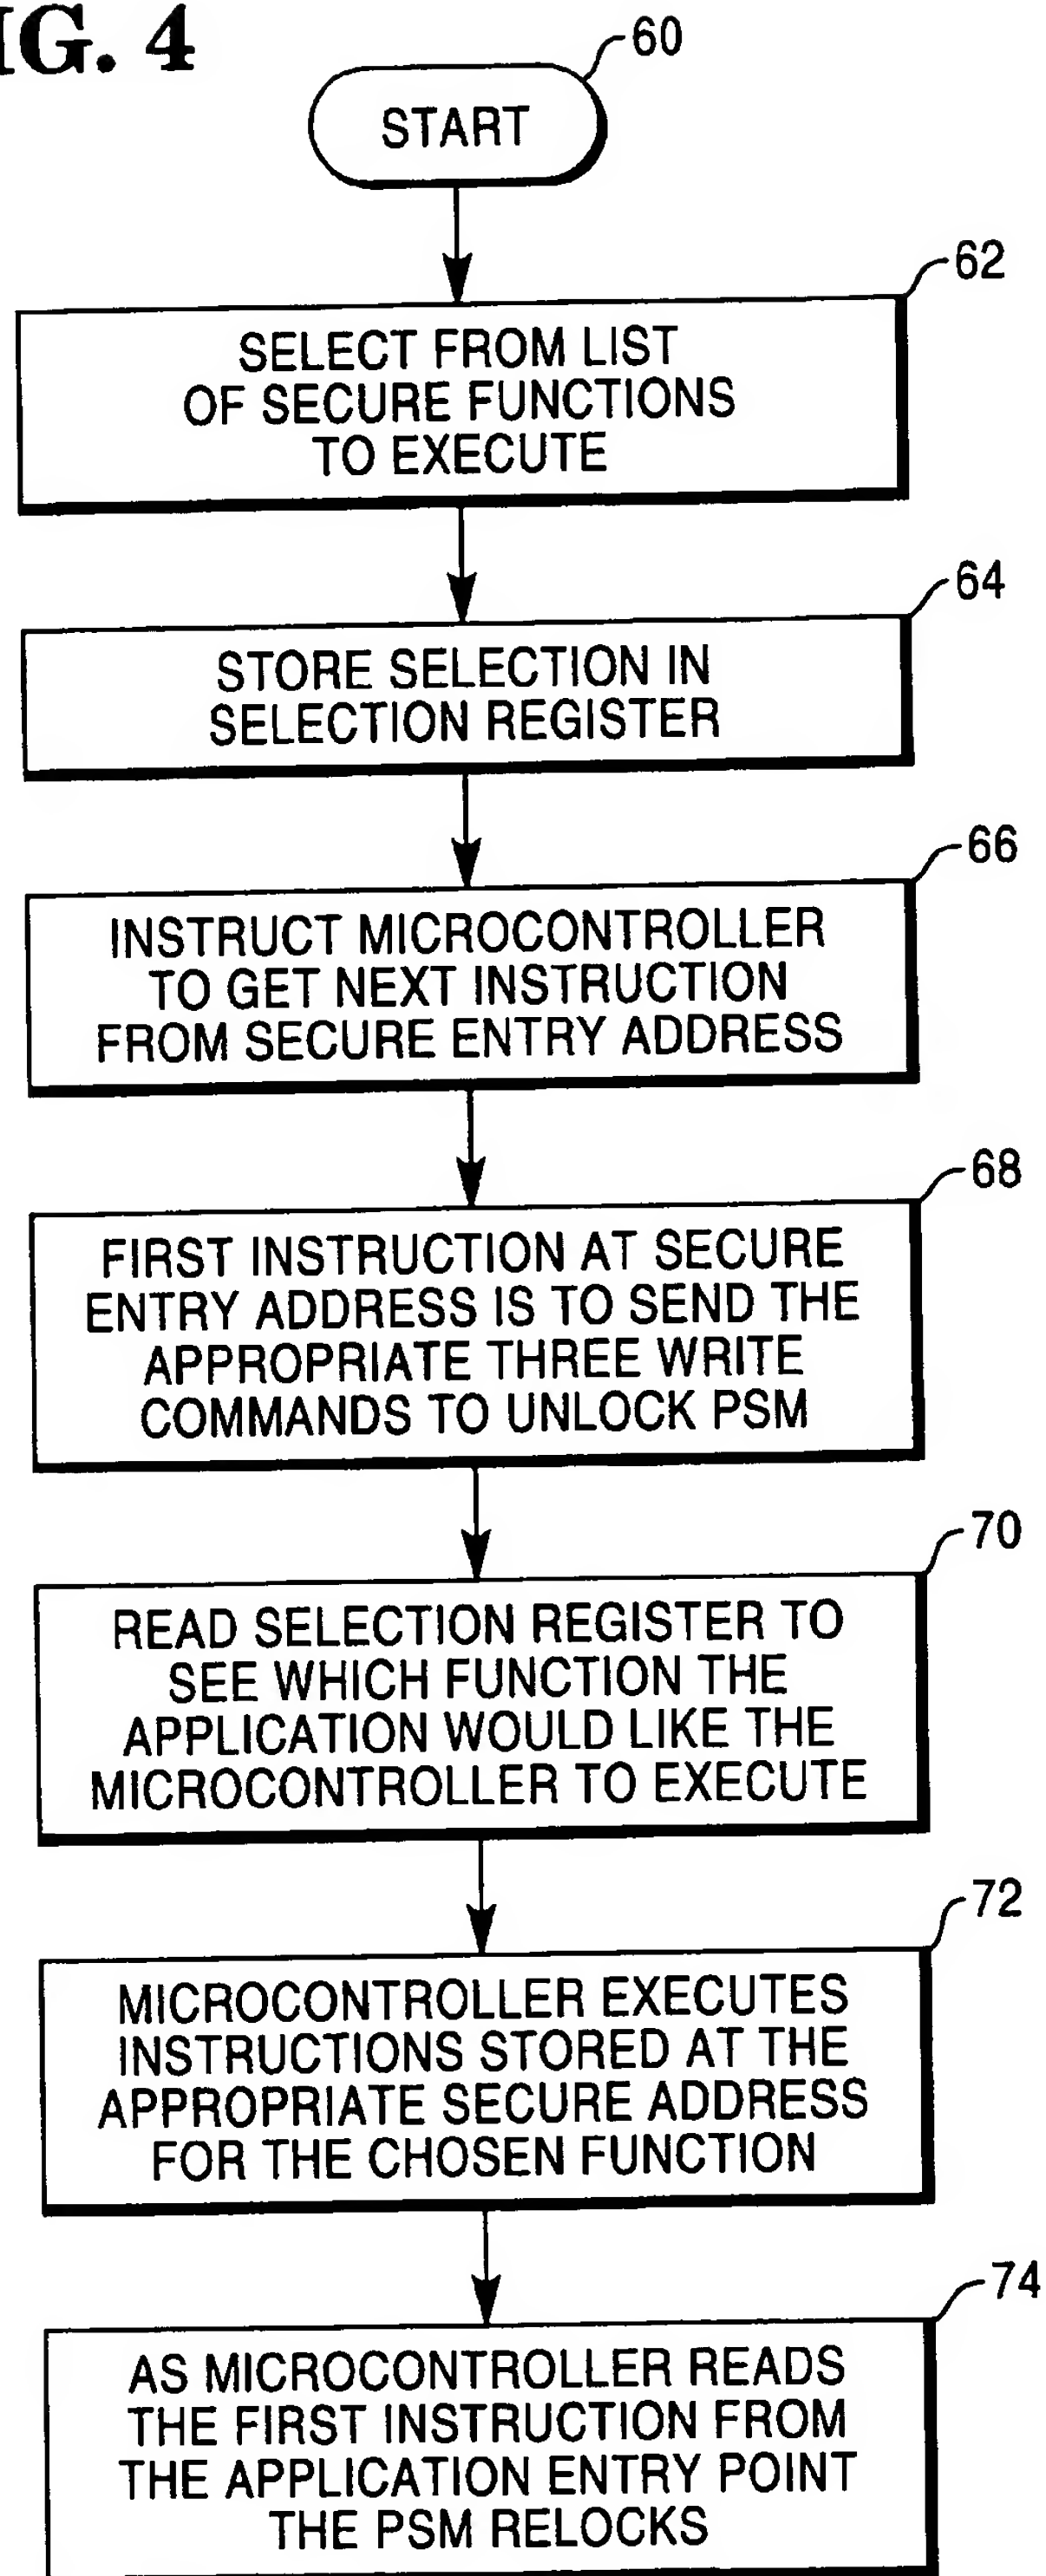 IG. 4
60
START
62
SELECT FROM LIST
OF SECURE FUNCTIONS
TO EXECUTE
64
STORE SELECTION IN
SELECTION REGISTER
66
INSTRUCT MICROCONTROLLER
TO GET NEXT INSTRUCTION
FROM SECURE ENTRY ADDRESS
68
FIRST INSTRUCTION AT SECURE
ENTRY ADDRESS IS TO SEND THE
APPROPRIATE THREE WRITE
COMMANDS TO UNLOCK PSM
70
READ SELECTION REGISTER TO
SEE WHICH FUNCTION THE
APPLICATION WOULD LIKE THE
MICROCONTROLLER TO EXECUTE
72
MICROCONTROLLER EXECUTES
INSTRUCTIONS STORED AT THE
APPROPRIATE SECURE ADDRESS
FOR THE CHOSEN FUNCTION
74
AS MICROCONTROLLER READS
THE FIRST INSTRUCTION FROM
THE APPLICATION ENTRY POINT
THE PSM RELOCKS